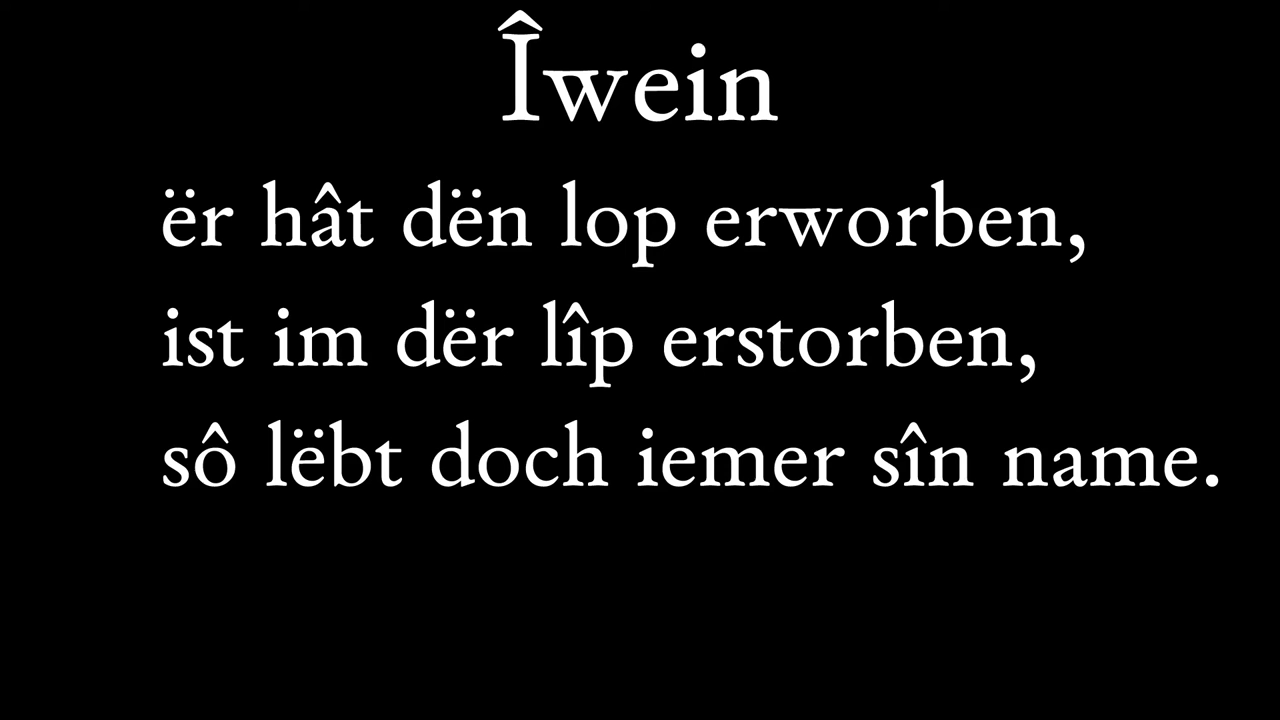 Îwein
ër hât dën lop erworben,
ist im dër lîp erstorben,
sô lëbt doch iemer sîn name.